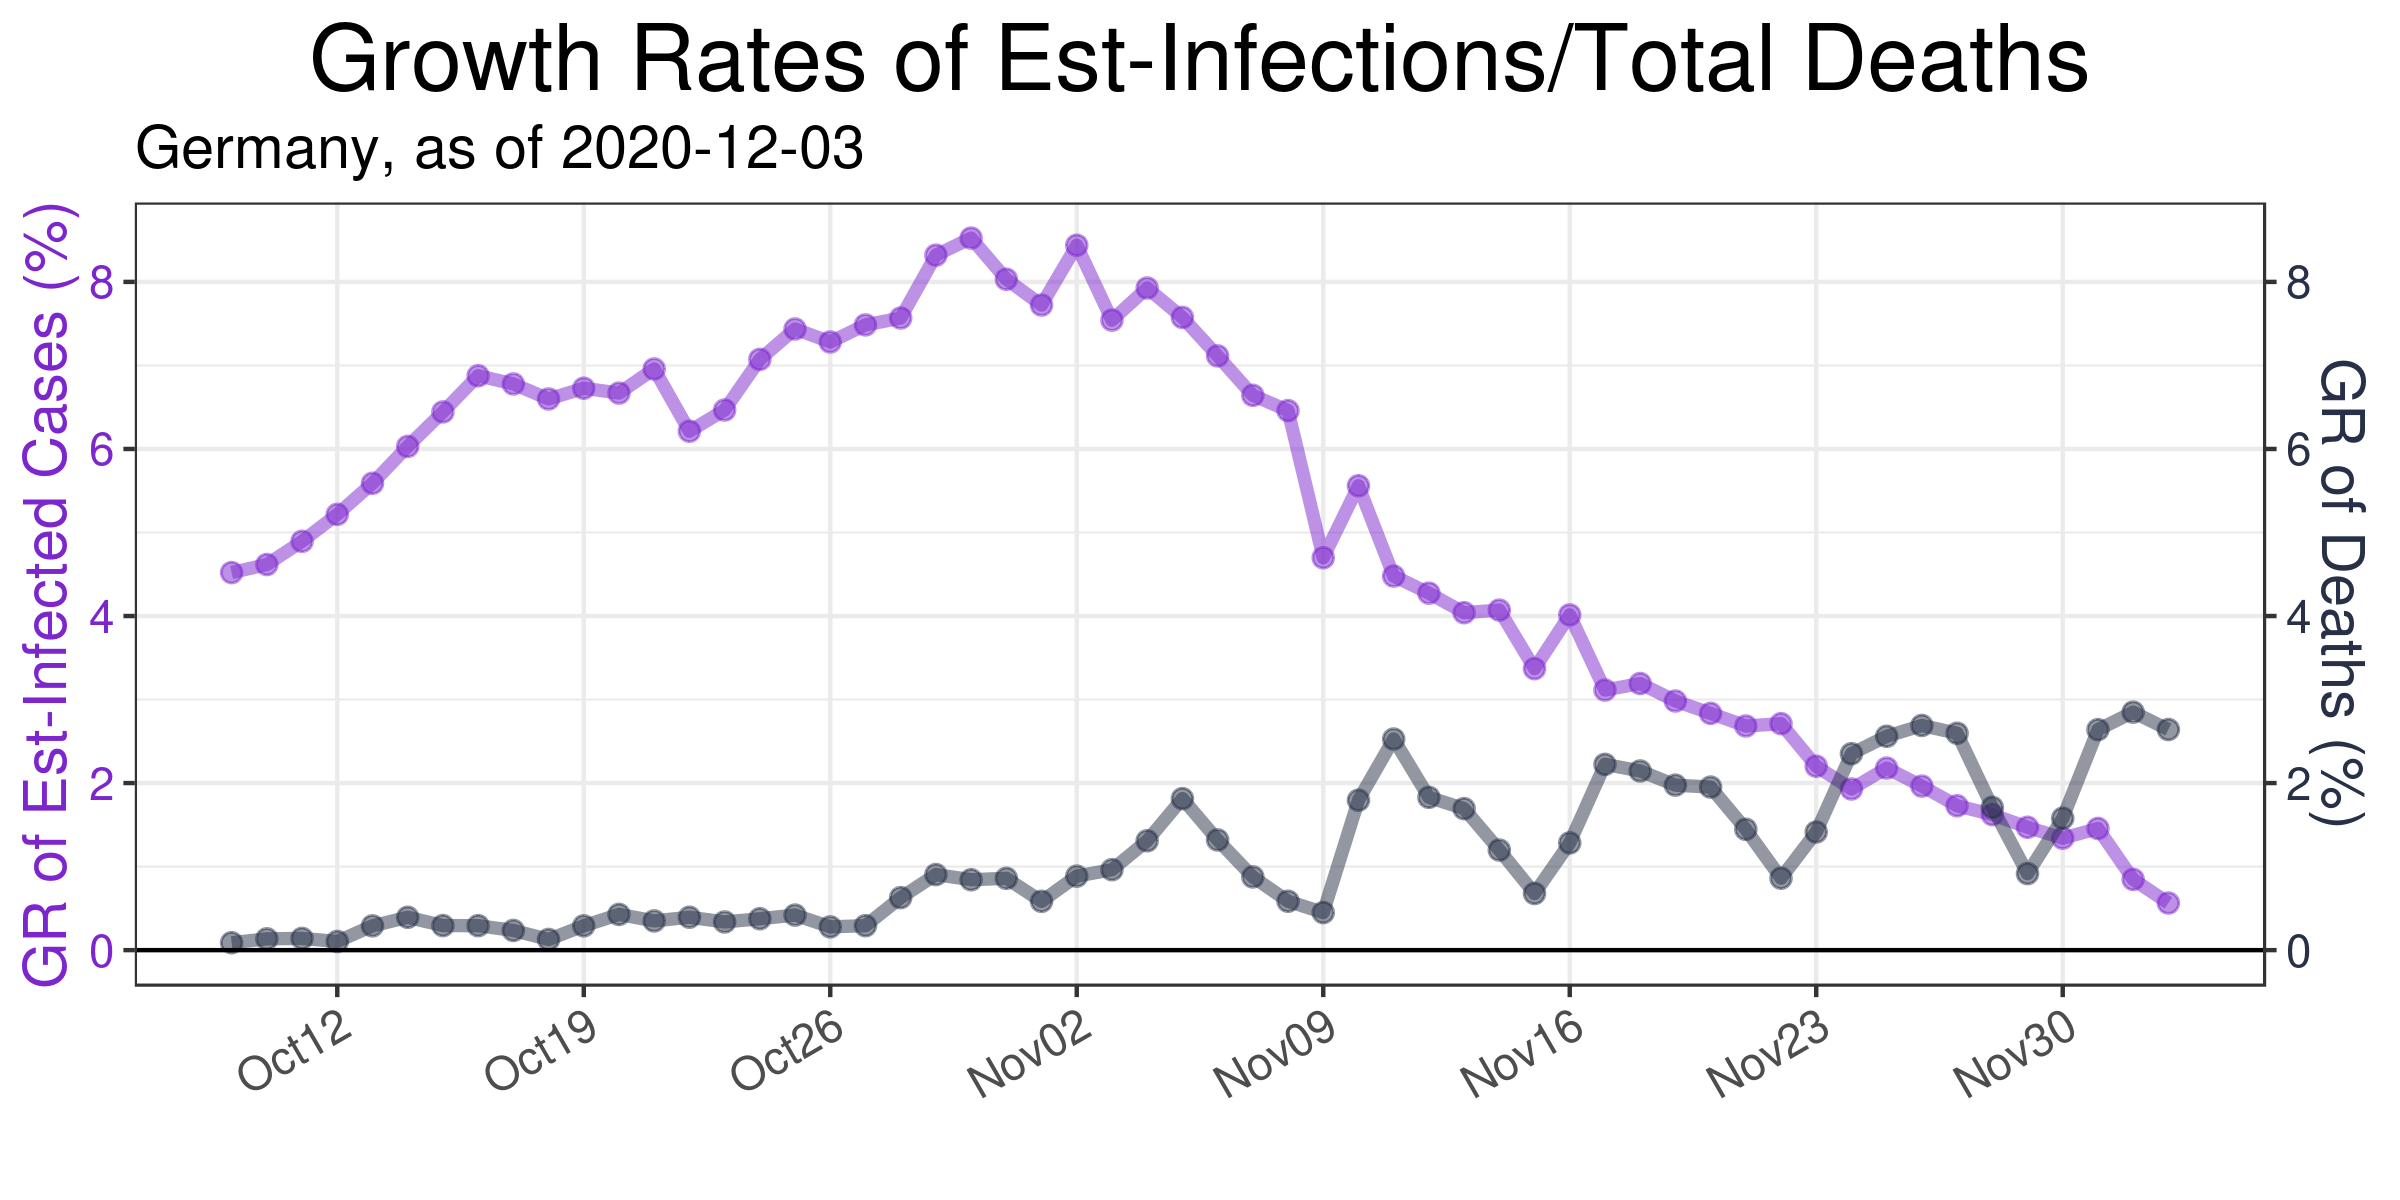 Growth Rates of Est-Infections/Total Deaths
Germany, as of 2020-12-03
GR of Est-Infected Cases (%)
8
6
4
2
0
8
6
4
2
0
GR of Deaths (%)
Oct12
Oct19
Oct26
Nov02
Nov09
Nov16
Nov23
Nov30